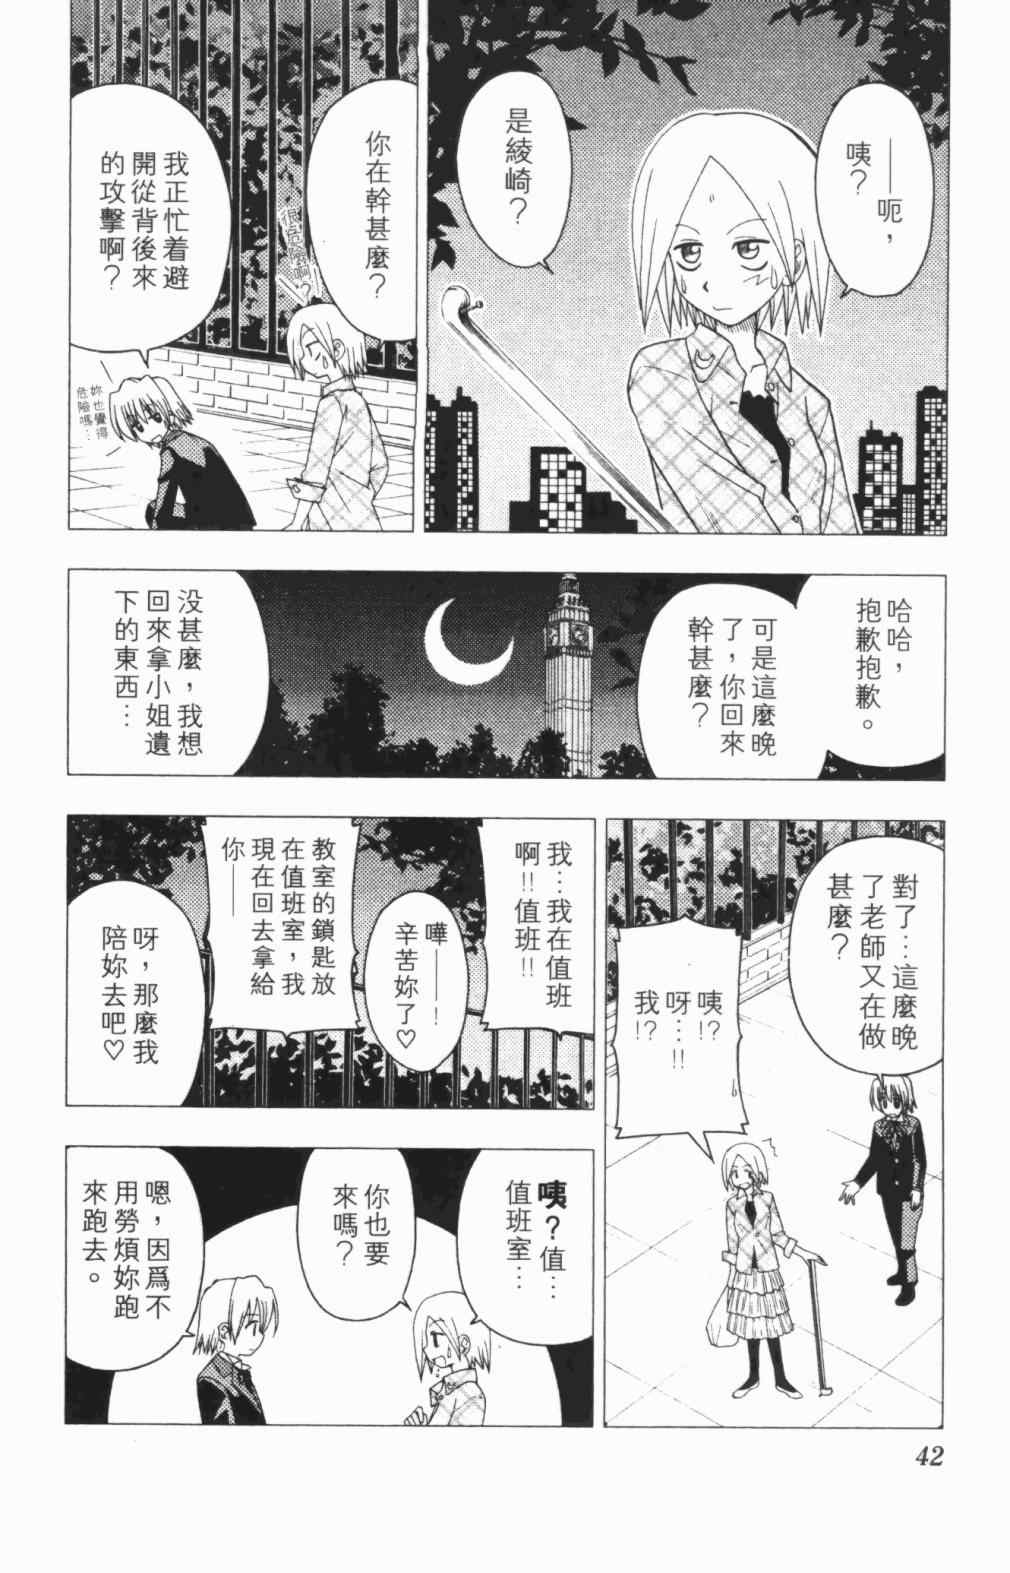 ——呃，
咦？
是綾崎？
你在幹甚麼？
很危險啊！
我正忙着避
開從背後來
的攻擊啊？
妳也覺得
危險嗎…
哈哈，
抱歉抱歉。
可是這麼晚
了，你回來
幹甚麼？
没甚麼，我想
回來拿小姐遺
下的東西…
對了…這麼晚
了老師又在做
甚麼？
咦!?
呀…!!
我!?
我…我在值班
啊!!值班!!
嘩——！
辛苦妳了♡
教室的鎖匙放
在值班室，我
現在回去拿給
你——
呀，那麼我
陪妳去吧♡
咦？值…
值班室…
你也要
來嗎？
嗯，因爲不
用勞煩妳跑
來跑去。
42